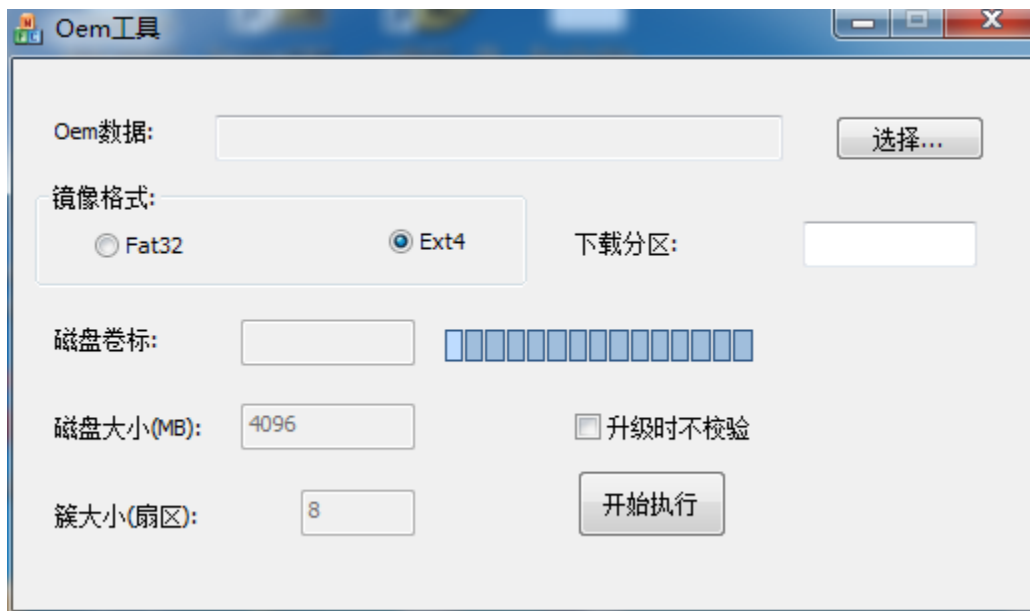 Oem工具
Oem数据:
选择...
镜像格式:
Fat32
Ext4
下载分区:
磁盘卷标:
磁盘大小(MB):
4096
升级时不校验
簇大小(扇区):
8
开始执行